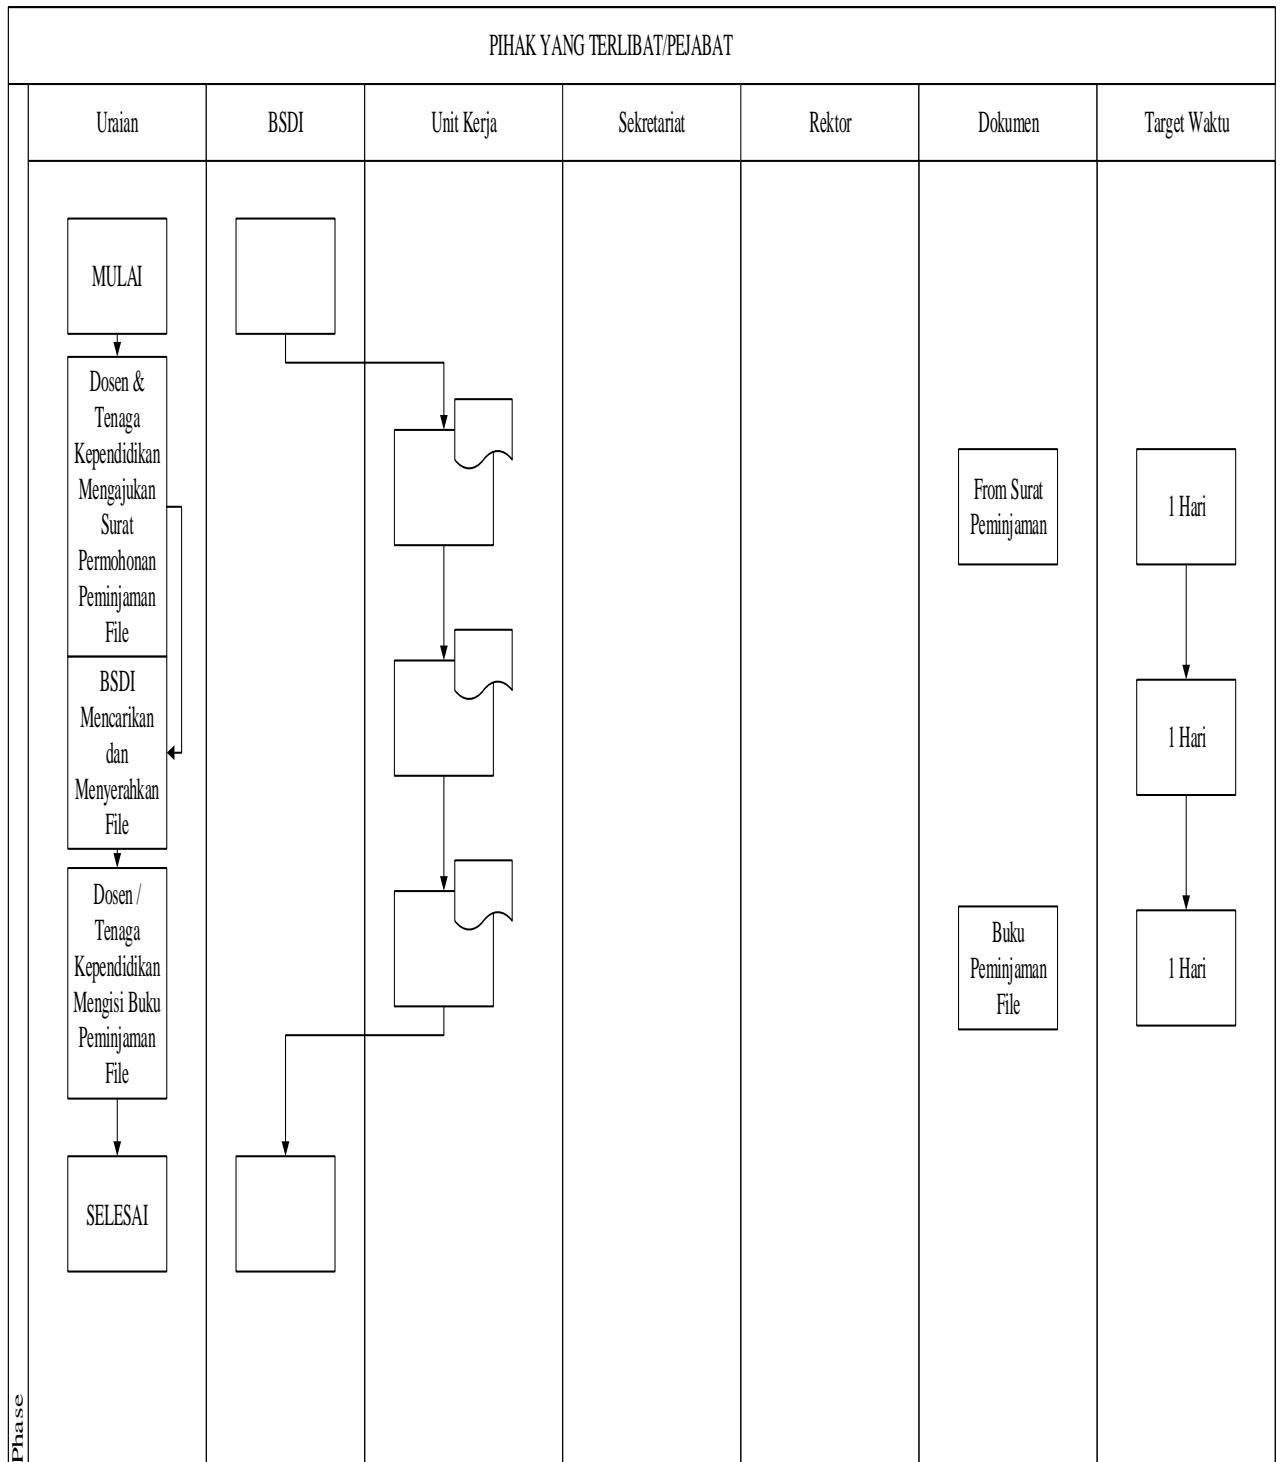 PIHAK YANG TERLIBAT/PEJABAT
Uraian
BSDI
Unit Kerja
Sekretariat
Rektor
Dokumen
Target Waktu
MULAI
Dosen &
Tenaga
Kependidikan
Mengajukan
Surat
Permohonan
Peminjaman
File
From Surat
Peminjaman
1 Hari
BSDI
Mencarikan
dan
Menyerahkan
File
1 Hari
Dosen /
Tenaga
Kependidikan
Mengisi Buku
Peminjaman
File
Buku
Peminjaman
File
1 Hari
SELESAI
Phase